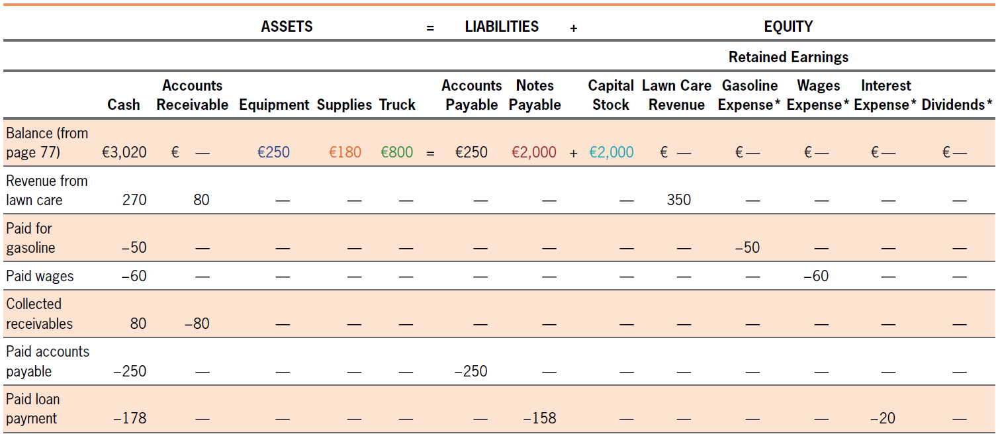 ASSETS = LIABILITIES + EQUITY
Retained Earnings
Accounts Accounts Notes Capital Lawn Care Gasoline Wages Interest
Cash Receivable Equipment Supplies Truck Payable Payable Stock Revenue Expense* Expense* Expense* Dividends*
Balance (from
page 77) €3,020 € — €250 €180 €800 = €250 €2,000 + €2,000 € — €— €— €— €—
Revenue from
lawn care 270 80 — — — — — — 350 — — — —
Paid for
gasoline –50 — — — — — — — — –50 — — —
Paid wages –60 — — — — — — — — — –60 — —
Collected
receivables 80 –80 — — — — — — — — — — —
Paid accounts
payable –250 — — — — –250 — — — — — — —
Paid loan
payment –178 — — — — — –158 — — — — –20 —